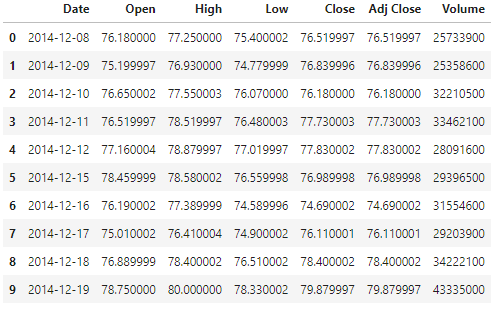 Date Open High Low Close Adj Close Volume
0 2014-12-08 76.180000 77.250000 75.400002 76.519997 76.519997 25733900
1 2014-12-09 75.199997 76.930000 74.779999 76.839996 76.839996 25358600
2 2014-12-10 76.650002 77.550003 76.070000 76.180000 76.180000 32210500
3 2014-12-11 76.519997 78.519997 76.480003 77.730003 77.730003 33462100
4 2014-12-12 77.160004 78.879997 77.019997 77.830002 77.830002 28091600
5 2014-12-15 78.459999 78.580002 76.559998 76.989998 76.989998 29396500
6 2014-12-16 76.190002 77.389999 74.589996 74.690002 74.690002 31554600
7 2014-12-17 75.010002 76.410004 74.900002 76.110001 76.110001 29203900
8 2014-12-18 76.889999 78.400002 76.510002 78.400002 78.400002 34222100
9 2014-12-19 78.750000 80.000000 78.330002 79.879997 79.879997 43335000